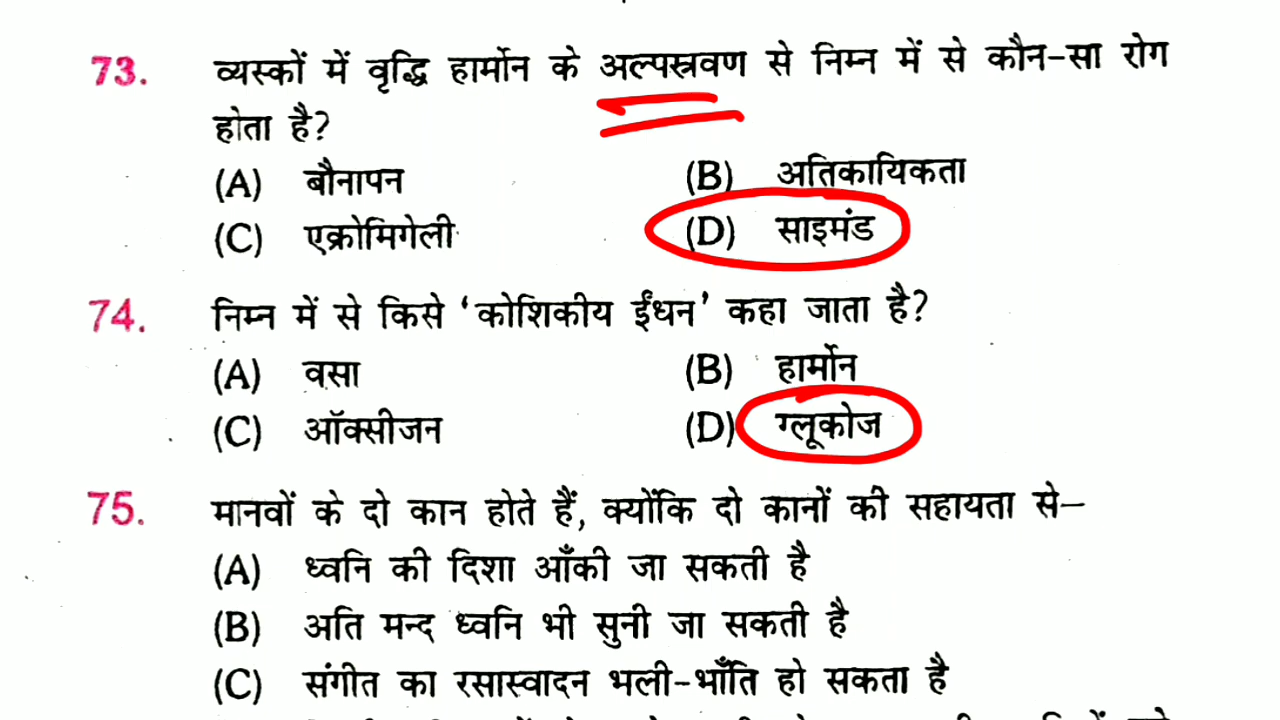 73. व्यस्कों में वृद्धि हार्मोन के अल्पस्रवण से निम्न में से कौन-सा रोग
होता है?
(A) बौनापन (B) अतिकायिकता
(C) एक्रोमिगेली (D) साइमंड
74. निम्न में से किसे ‘कोशिकीय ईंधन’ कहा जाता है?
(A) वसा (B) हार्मोन
(C) ऑक्सीजन (D) ग्लूकोज
75. मानवों के दो कान होते हैं, क्योंकि दो कानों की सहायता से–
(A) ध्वनि की दिशा आँकी जा सकती है
(B) अति मन्द ध्वनि भी सुनी जा सकती है
(C) संगीत का रसास्वादन भली-भाँति हो सकता है